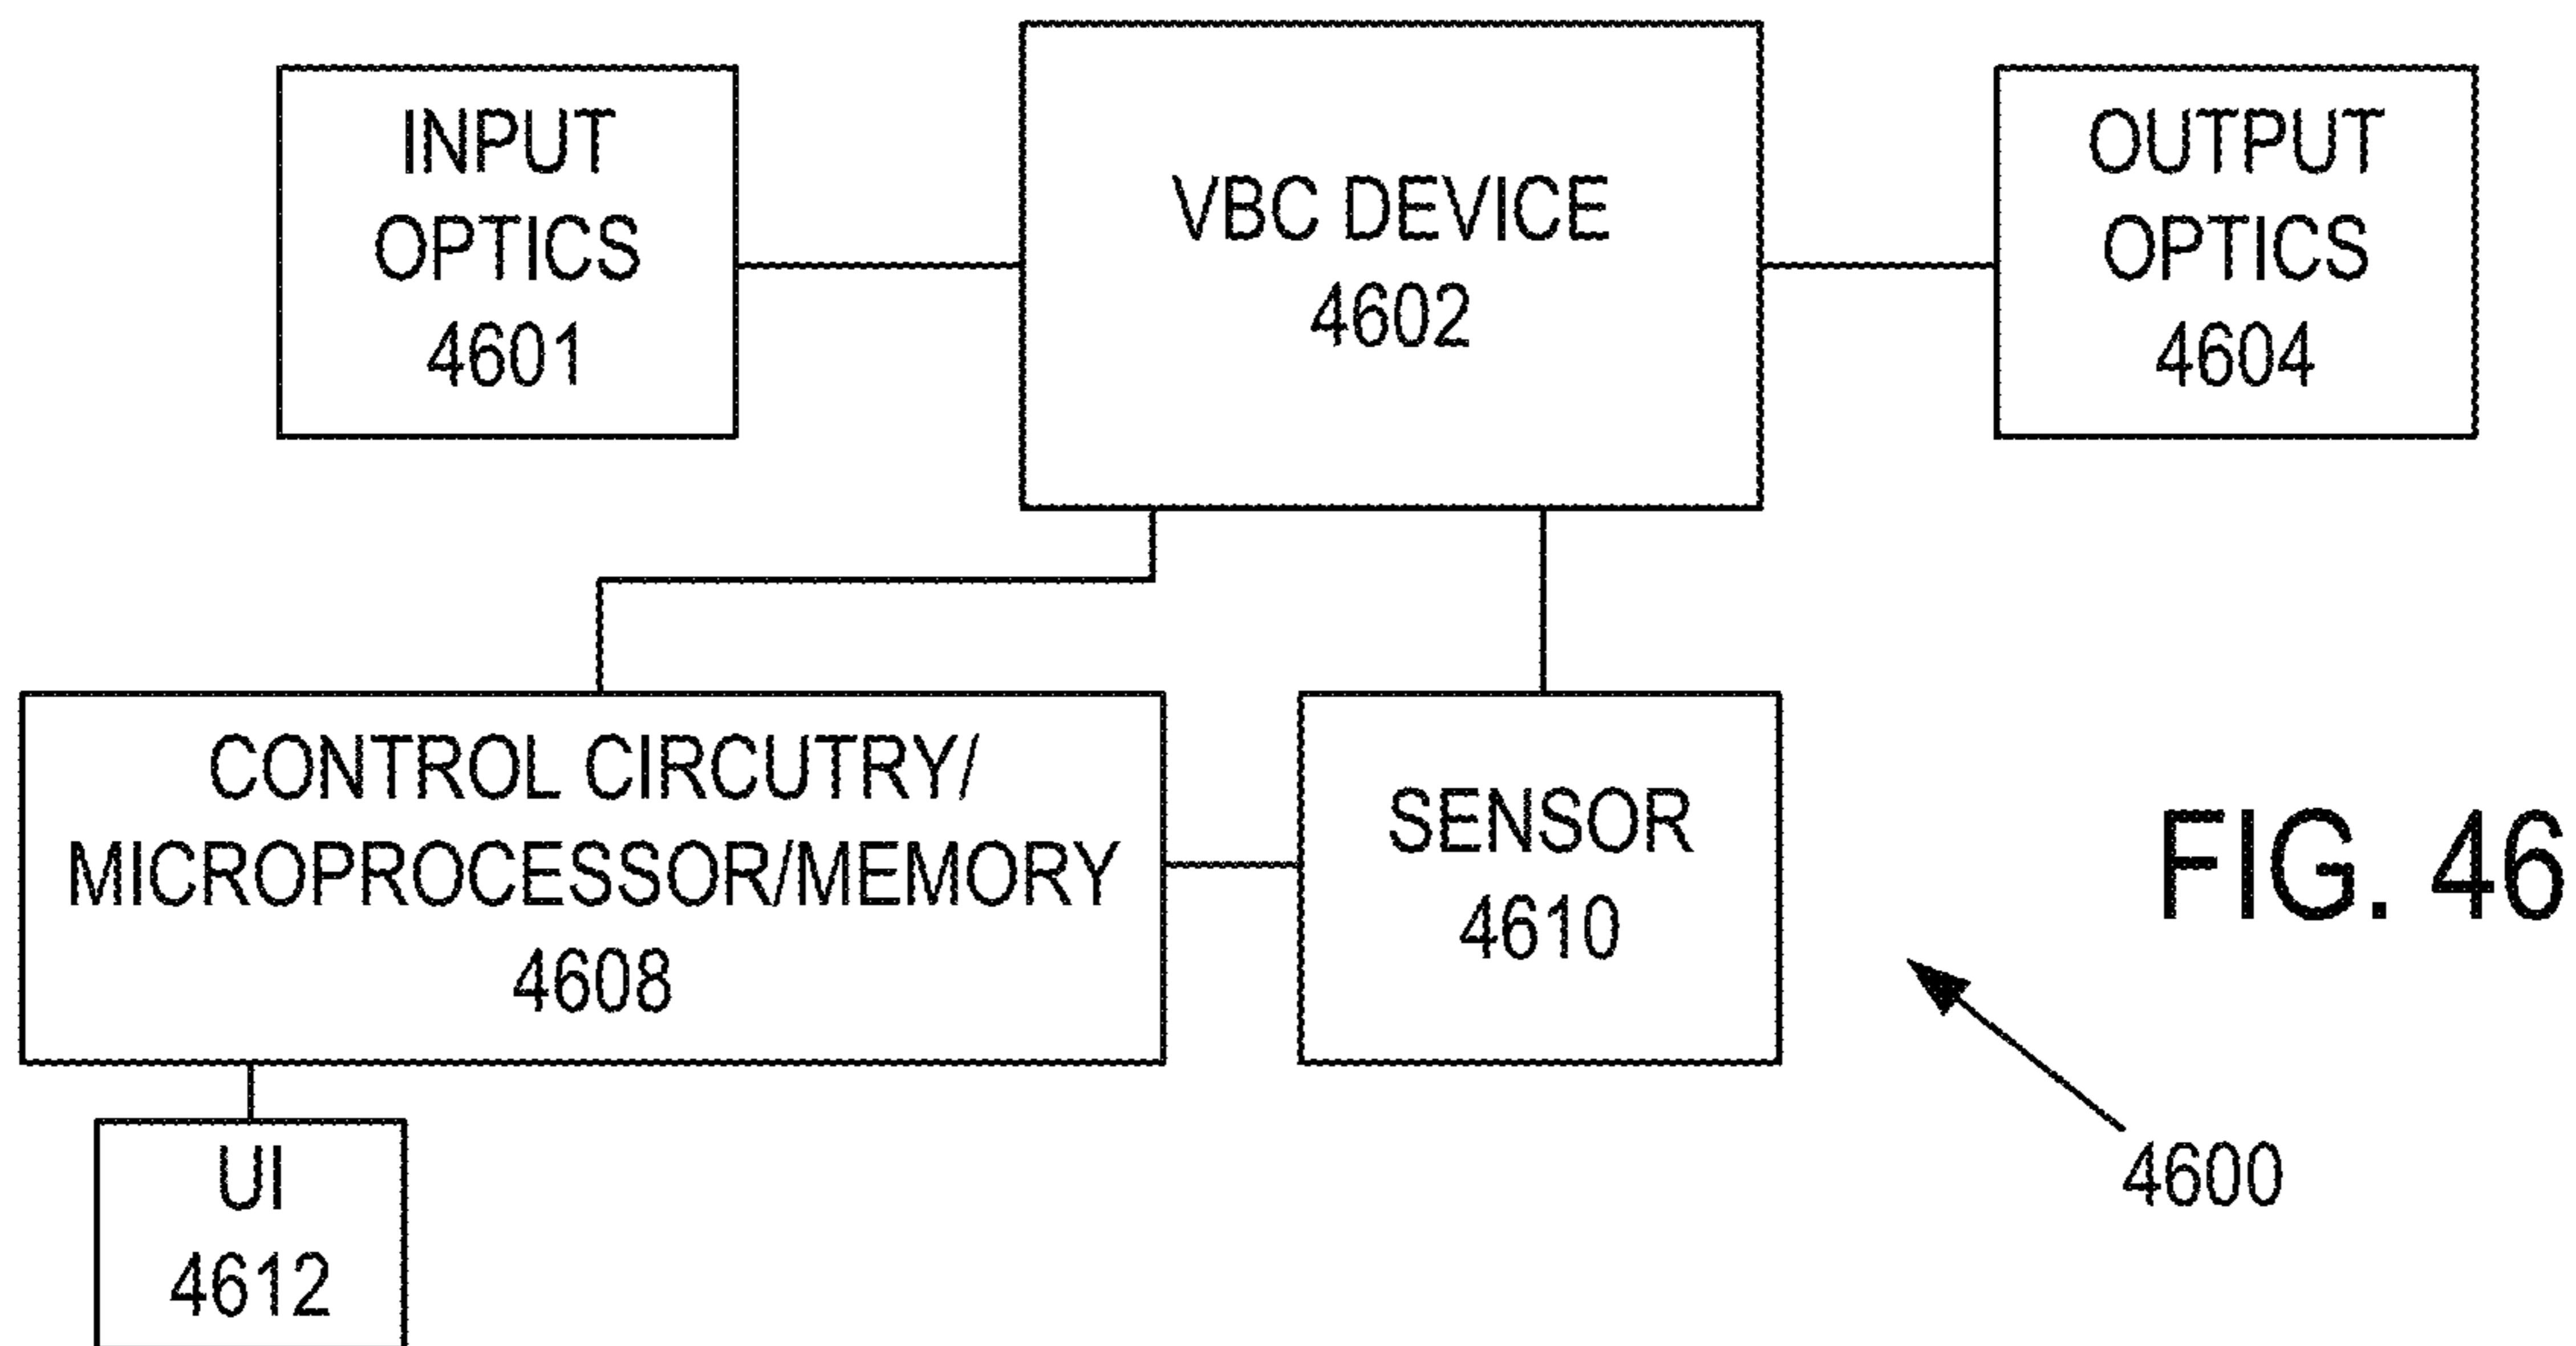 INPUT
OPTICS
4601
VBC DEVICE
4602
OUTPUT
OPTICS
4604
CONTROL CIRCUTRY/
MICROPROCESSOR/MEMORY
4608
SENSOR
4610
FIG. 46
4600
UI
4612